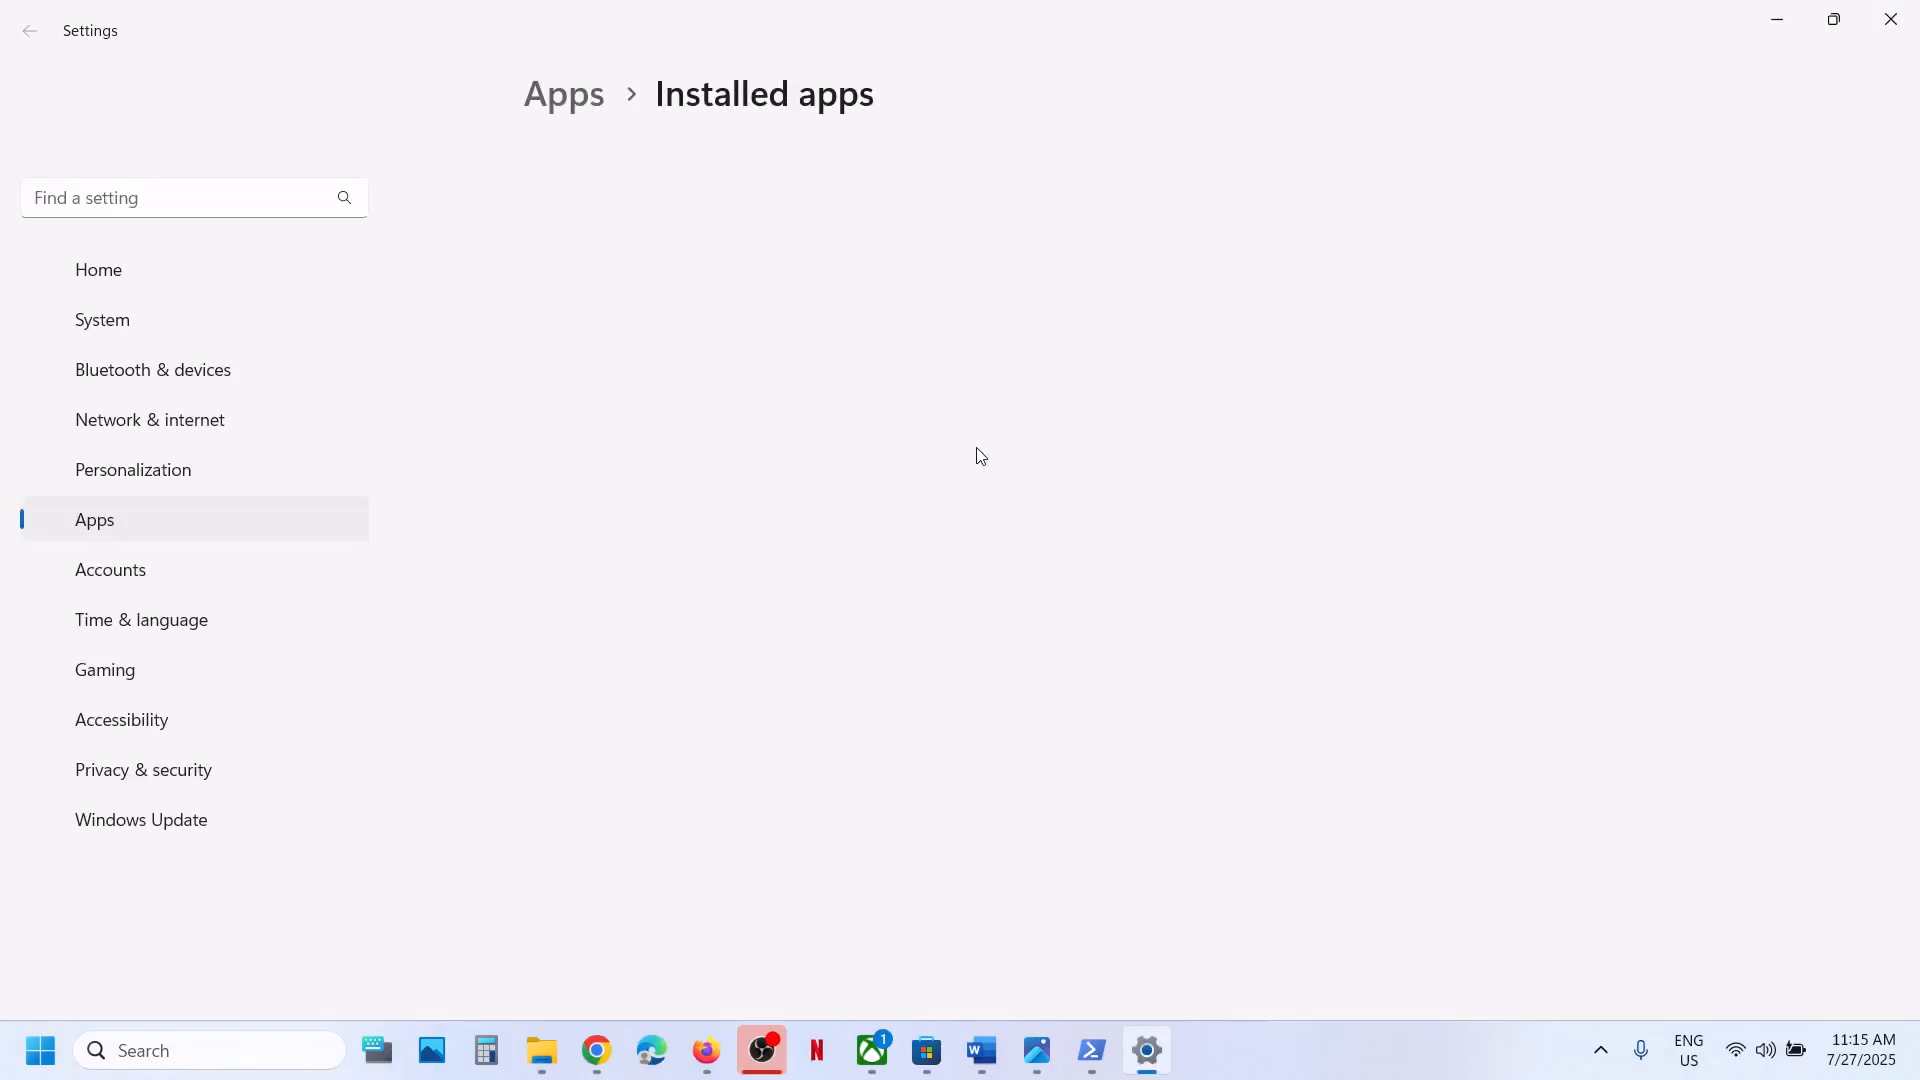 Settings
Apps › Installed apps
Find a setting
Home
System
Bluetooth & devices
Network & internet
Personalization
Apps
Accounts
Time & language
Gaming
Accessibility
Privacy & security
Windows Update
Search
N
1
W
ENG
US
11:15 AM
7/27/2025